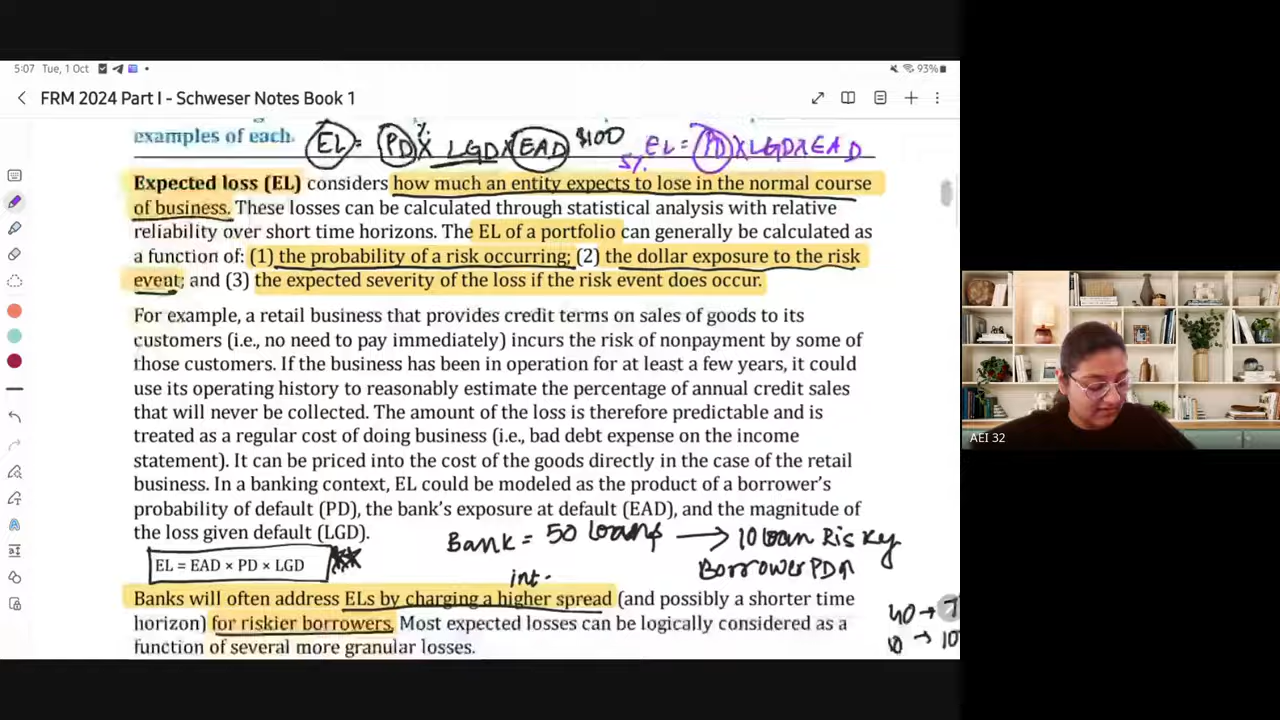 5:07 Tue, 1 Oct 93%
FRM 2024 Part I - Schweser Notes Book 1
examples of each. EL = PD % X LGD X EAD $100 5% EL = PD X LGD X EAD
Expected loss (EL) considers how much an entity expects to lose in the normal course
of business. These losses can be calculated through statistical analysis with relative
reliability over short time horizons. The EL of a portfolio can generally be calculated as
a function of: (1) the probability of a risk occurring; (2) the dollar exposure to the risk
event; and (3) the expected severity of the loss if the risk event does occur.
For example, a retail business that provides credit terms on sales of goods to its
customers (i.e., no need to pay immediately) incurs the risk of nonpayment by some of
those customers. If the business has been in operation for at least a few years, it could
use its operating history to reasonably estimate the percentage of annual credit sales
that will never be collected. The amount of the loss is therefore predictable and is
treated as a regular cost of doing business (i.e., bad debt expense on the income
statement). It can be priced into the cost of the goods directly in the case of the retail
business. In a banking context, EL could be modeled as the product of a borrower's
probability of default (PD), the bank's exposure at default (EAD), and the magnitude of
the loss given default (LGD).
Bank = 50 loans → 10 loan Risky
Borrower PD↑
EL = EAD × PD × LGD
int.
Banks will often address ELs by charging a higher spread (and possibly a shorter time
horizon) for riskier borrowers. Most expected losses can be logically considered as a
function of several more granular losses.
40 → 7
10 → 10
AEI 32